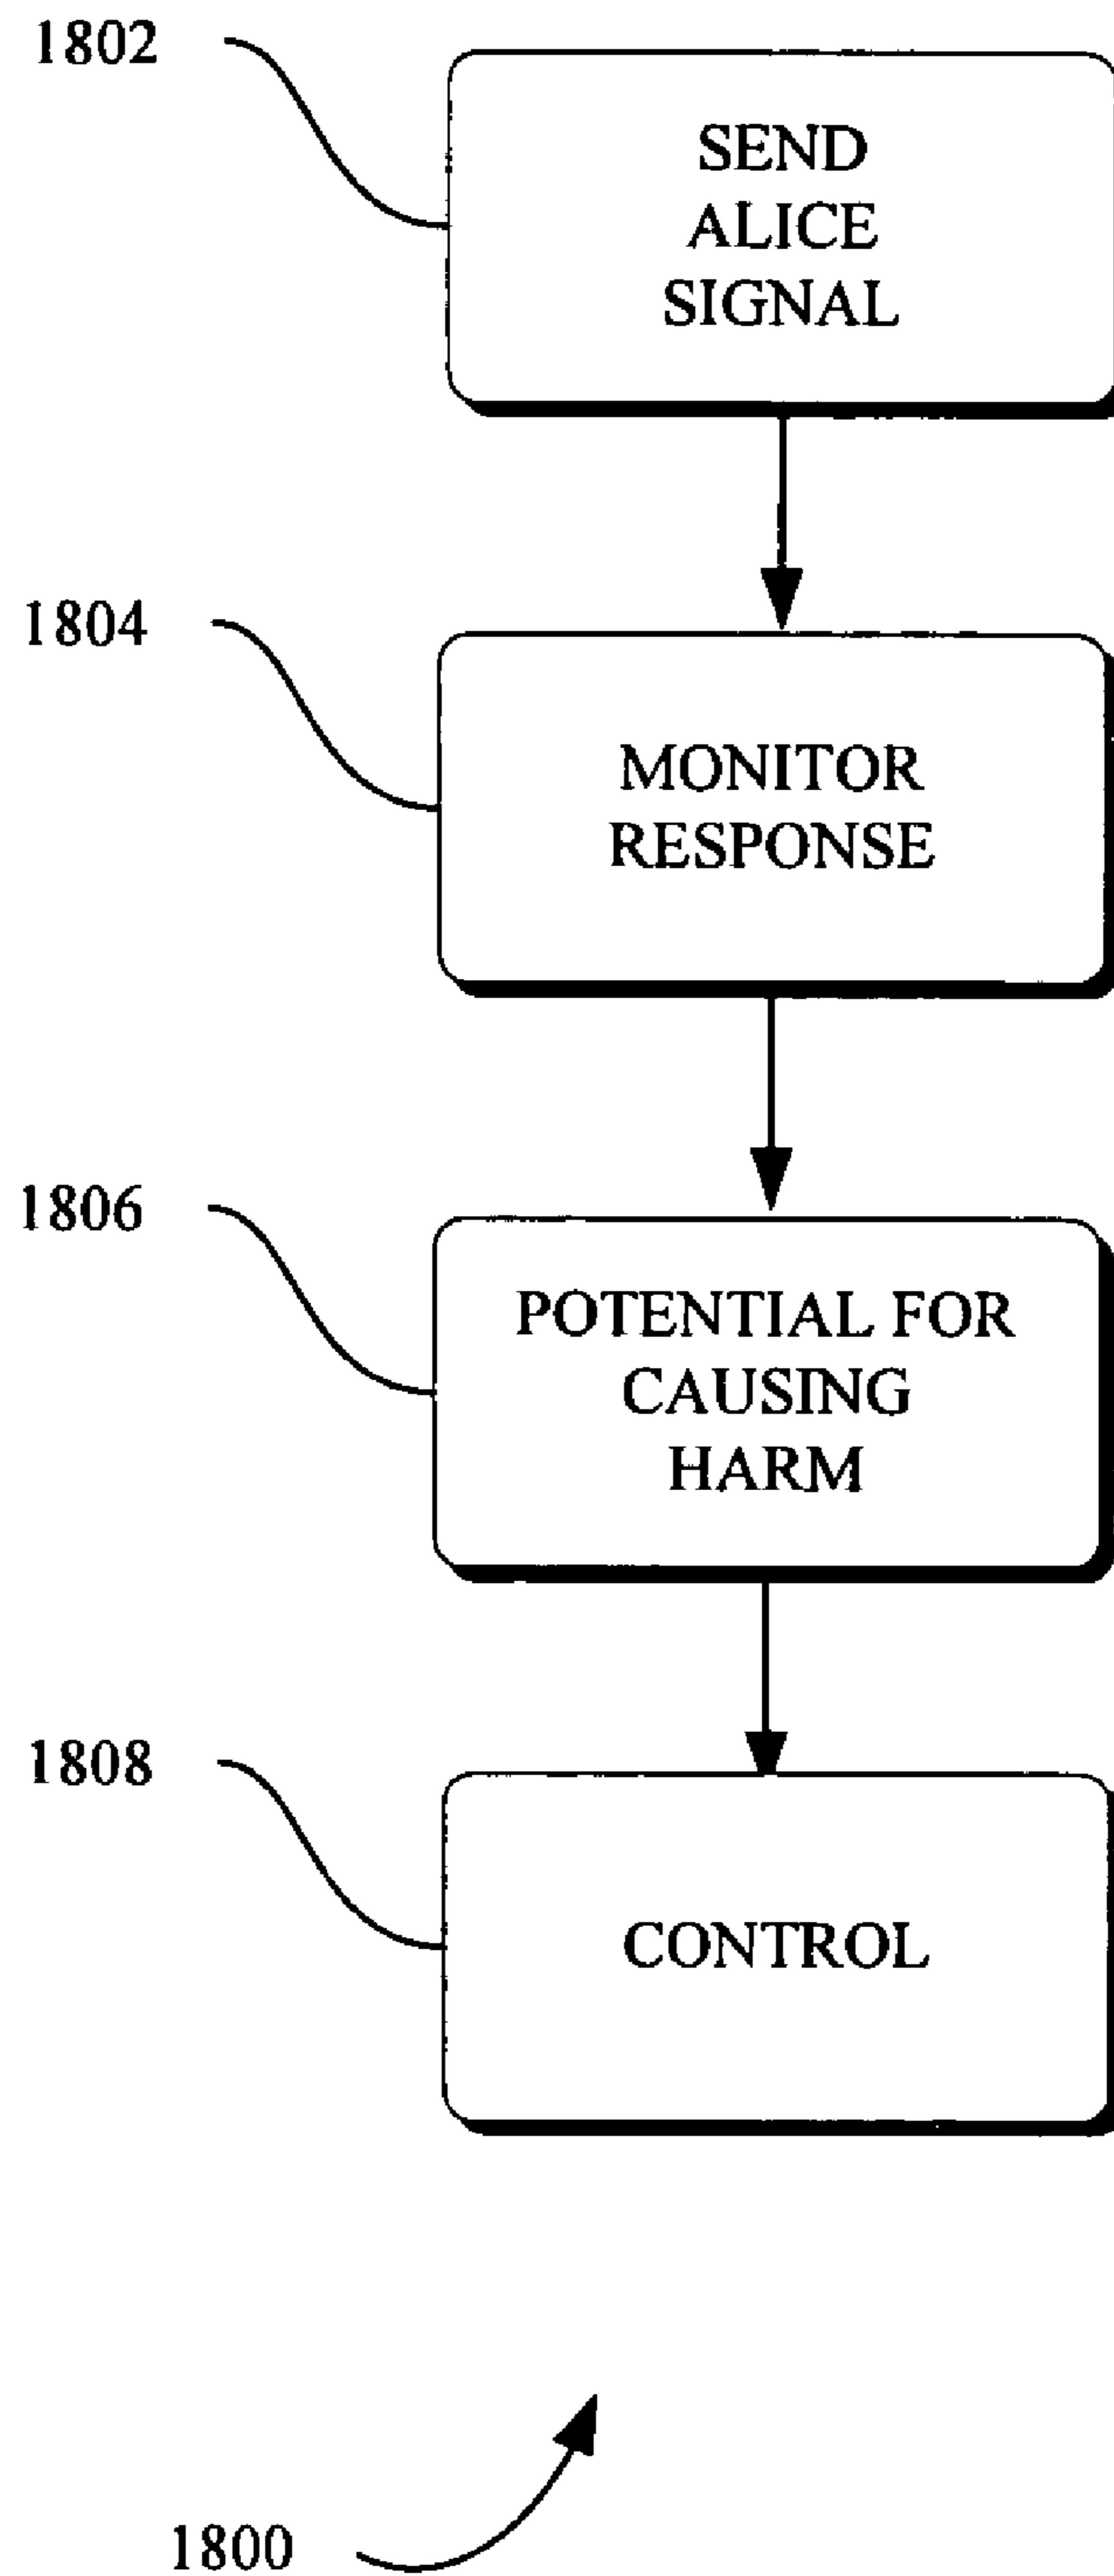 1802
SEND
ALICE
SIGNAL
1804
MONITOR
RESPONSE
1806
POTENTIAL FOR
CAUSING
HARM
1808
CONTROL
1800